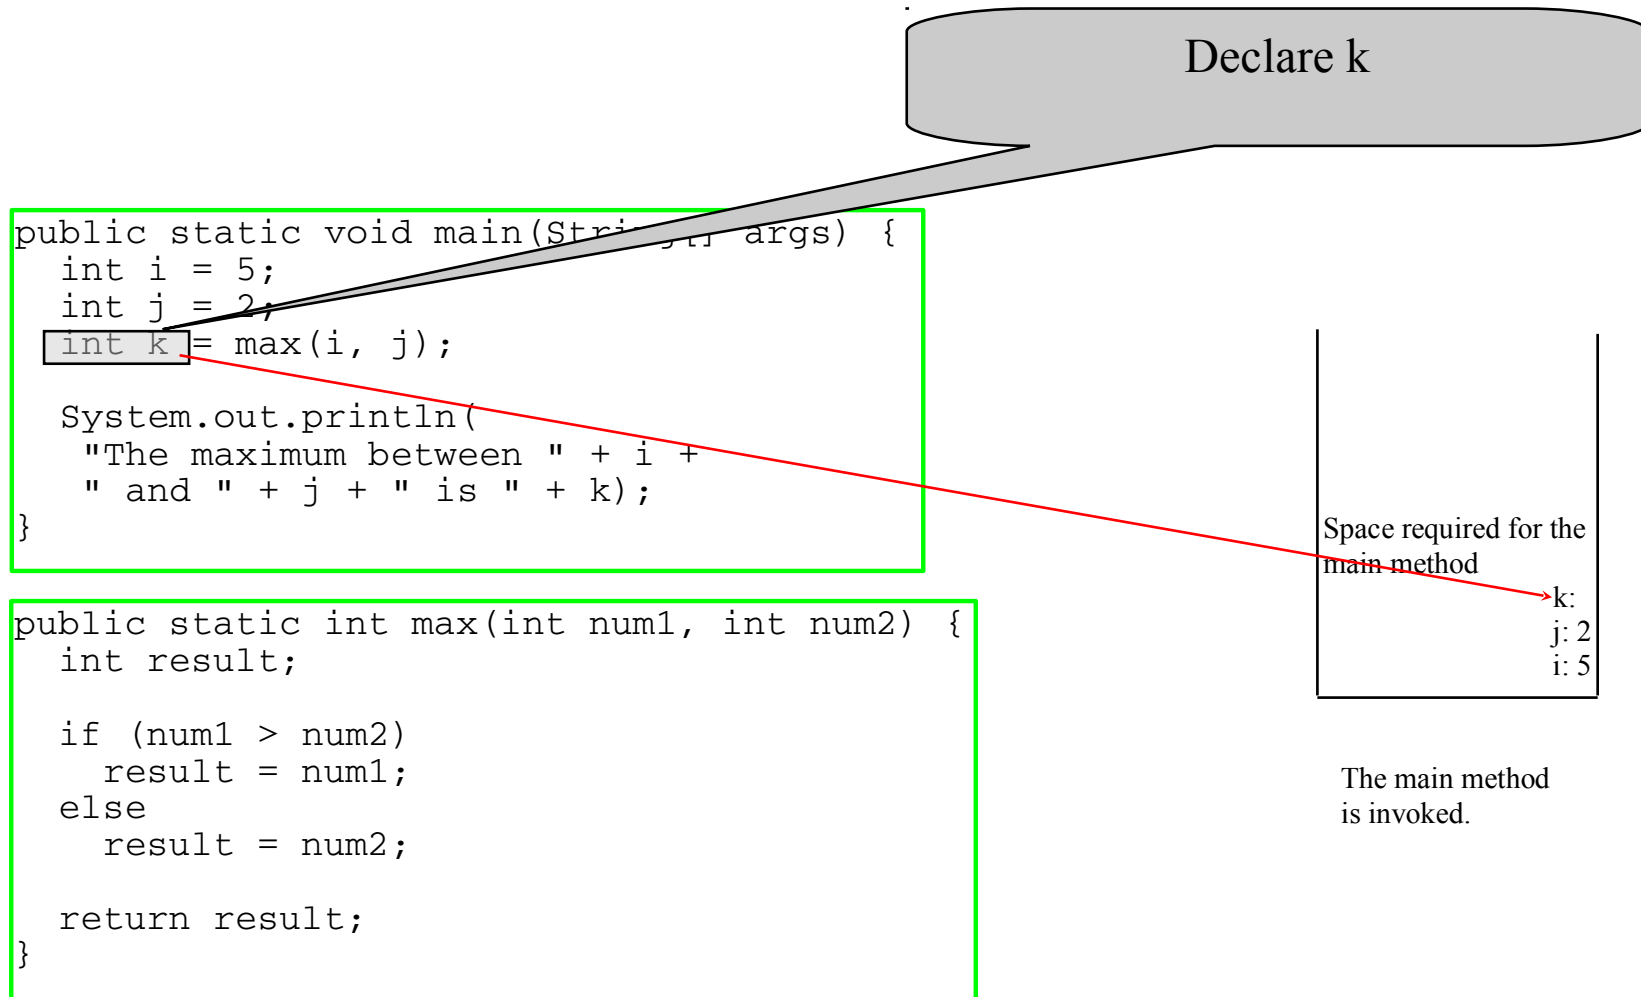 Declare k
public static void main(String[] args) {
  int i = 5;
  int j = 2;
  int k = max(i, j);
  System.out.println(
   "The maximum between " + i +
   " and " + j + " is " + k);
}
public static int max(int num1, int num2) {
  int result;
  if (num1 > num2)
    result = num1;
  else
    result = num2;
  return result;
}
Space required for the
main method
k:
j: 2
i: 5
The main method
is invoked.